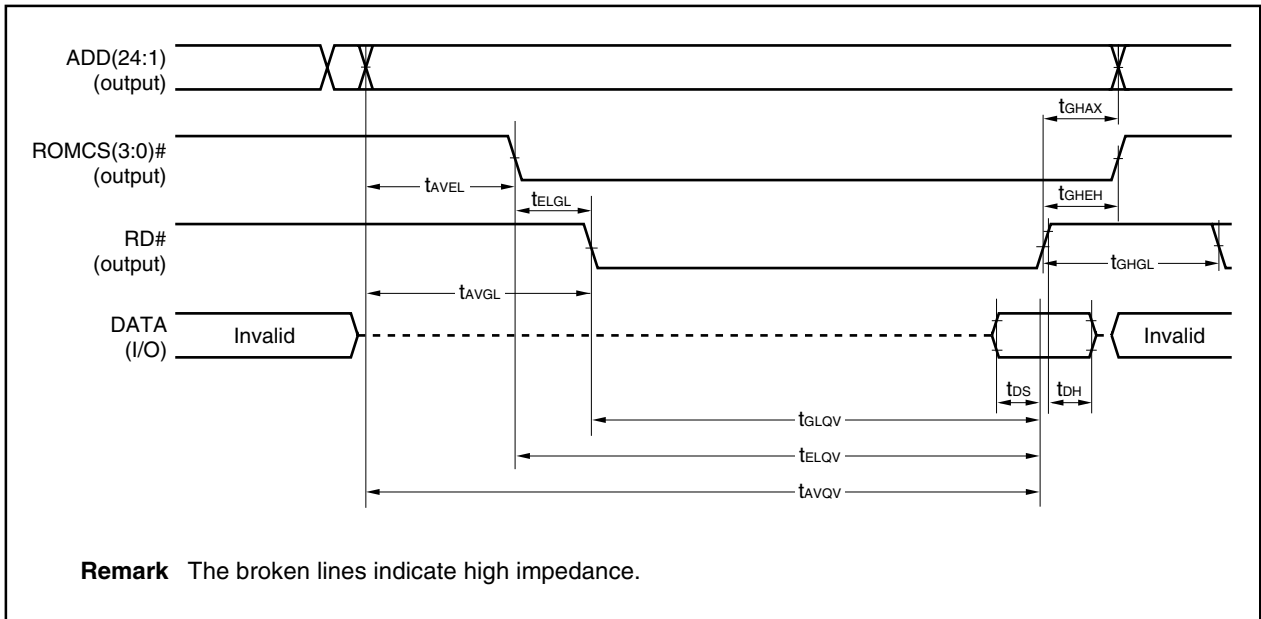 ADD(24:1)
(output)
tGHAX
ROMCS(3:0)#
(output)
tAVEL
tELGL
tGHEH
RD#
(output)
tAVGL
tGHGL
DATA
(I/O)
Invalid
Invalid
tDS
tDH
tGLQV
tELQV
tAVQV
Remark The broken lines indicate high impedance.